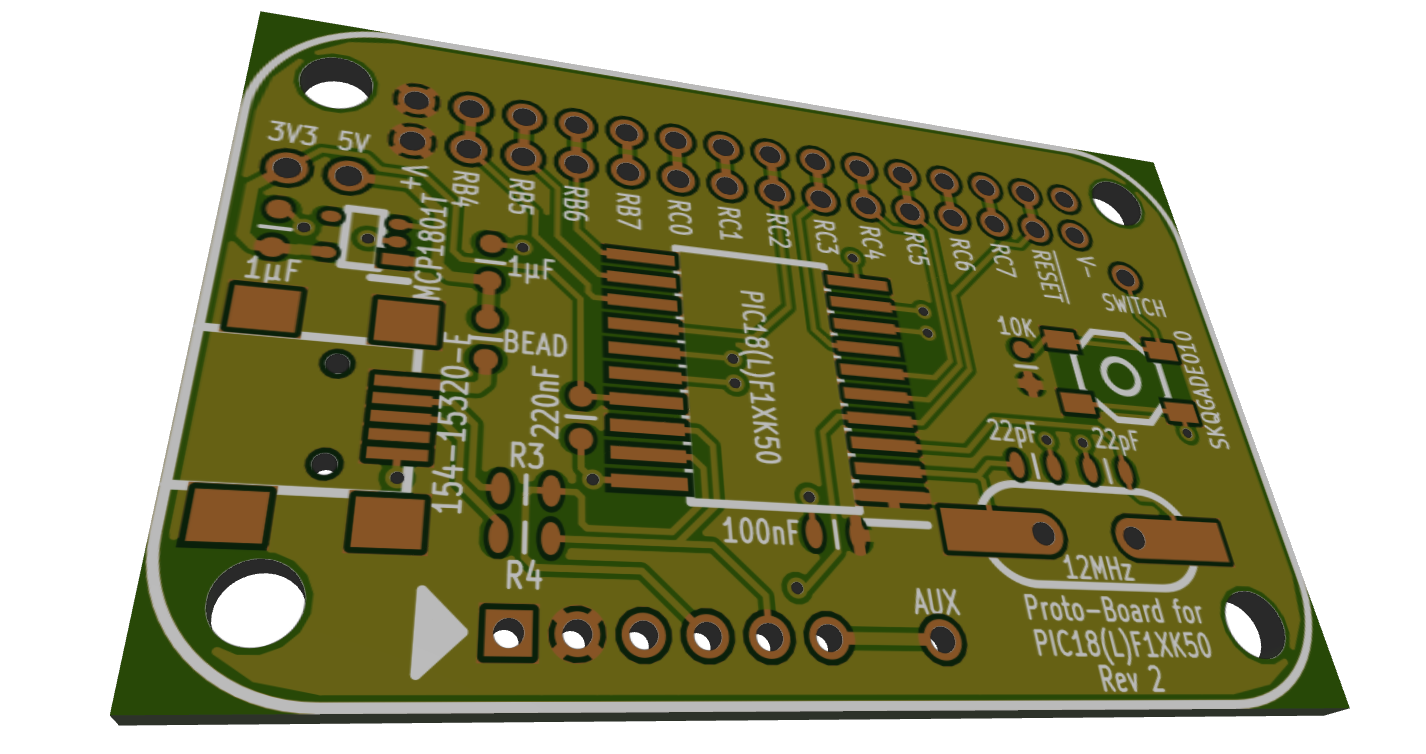 3V3 5V
V+
RB4
RB5
RB6
RB7
RC0
RC1
RC2
RC3
RC4
RC5
RC6
RC7
RESET
V-
SWITCH
1µF
MCP1801T
1µF
BEAD
154-15320-E
220nF
PIC18(L)F1XK50
10K
SKQGADE010
22pF 22pF
R3
R4
100nF
12MHz
AUX
Proto-Board for
PIC18(L)F1XK50
Rev 2